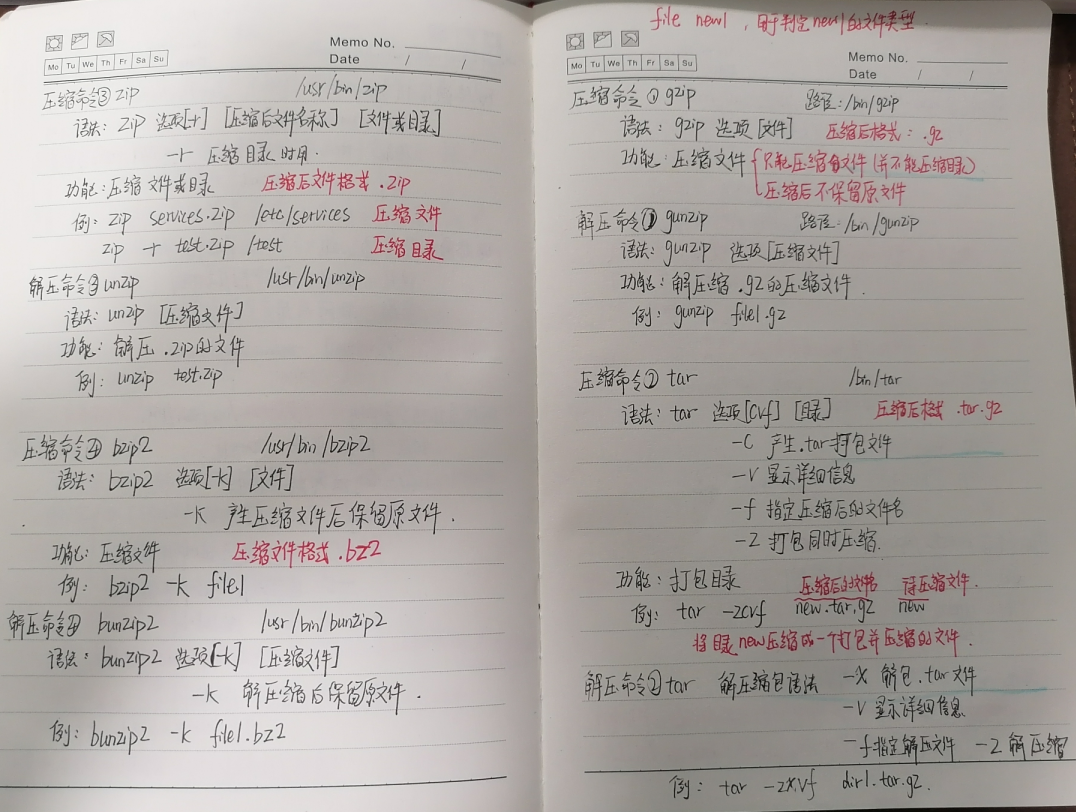 Memo No.
Mo Tu We Th Fr Sa Su
Date / /
压缩命令③ zip /usr/bin/zip
语法: zip 选项[-r] [压缩后文件名称] [文件或目录]
-r 压缩目录时用.
功能:压缩文件或目录 压缩后文件格式 .zip
例: zip services.zip /etc/services 压缩文件
zip -r test.zip /test 压缩目录
解压命令③ unzip /usr/bin/unzip
语法: unzip [压缩文件]
功能: 解压 .zip的文件
例: unzip test.zip
压缩命令④ bzip2 /usr/bin/bzip2
语法: bzip2 选项[-k] [文件]
-k 产生压缩文件后保留原文件.
功能: 压缩文件 压缩文件格式 .bz2
例: bzip2 -k file1
解压命令④ bunzip2 /usr/bin/bunzip2
语法: bunzip2 选项[-k] [压缩文件]
-k 解压缩后保留原文件.
例: bunzip2 -k file1.bz2
file new1 , 用于判定new1的文件类型.
Memo No.
Mo Tu We Th Fr Sa Su
Date / /
压缩命令① gzip 路径:/bin/gzip
语法: gzip 选项[文件] 压缩后格式: .gz
功能: 压缩文件 只能压缩文件(并不能压缩目录)
压缩后不保留原文件
解压命令① gunzip 路径:/bin/gunzip
语法: gunzip 选项[压缩文件]
功能: 解压缩 .gz的压缩文件.
例: gunzip file1.gz
压缩命令② tar /bin/tar
语法: tar 选项[cvf] [目录] 压缩后格式 .tar.gz
-c 产生.tar打包文件
-v 显示详细信息
-f 指定压缩后的文件名
-z 打包同时压缩.
功能: 打包目录 压缩后的文件名 待压缩文件.
例: tar -zcvf new.tar.gz new
将目录new压缩成一个打包并压缩的文件.
解压命令② tar 解压缩包语法 -x 解包.tar文件
-v 显示详细信息
-f指定解压文件 -z 解压缩
例: tar -zxvf dir1.tar.gz.